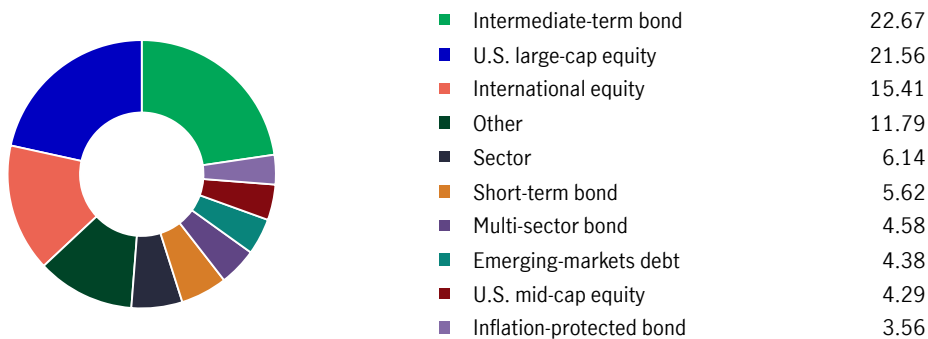 Intermediate-term bond 22.67
U.S. large-cap equity 21.56
International equity 15.41
Other 11.79
Sector 6.14
Short-term bond 5.62
Multi-sector bond 4.58
Emerging-markets debt 4.38
U.S. mid-cap equity 4.29
Inflation-protected bond 3.56